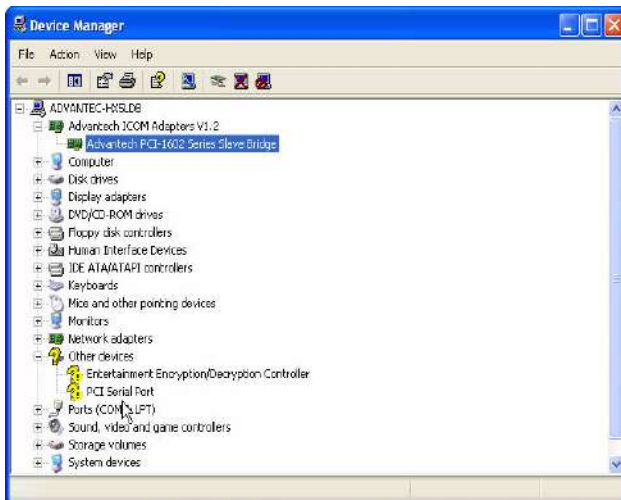 Device Manager
File Action View Help
ADVANTEC-HXSLD8
Advantech ICOM Adapters V1.2
Advantech PCI-1602 Series Slave Bridge
Computer
Disk drives
Display adapters
DVD/CD-ROM drives
Floppy disk controllers
Human Interface Devices
IDE ATA/ATAPI controllers
Keyboards
Mice and other pointing devices
Monitors
Network adapters
Other devices
Entertainment Encryption/Decryption Controller
PCI Serial Port
Ports (COM & LPT)
Sound, video and game controllers
Storage volumes
System devices